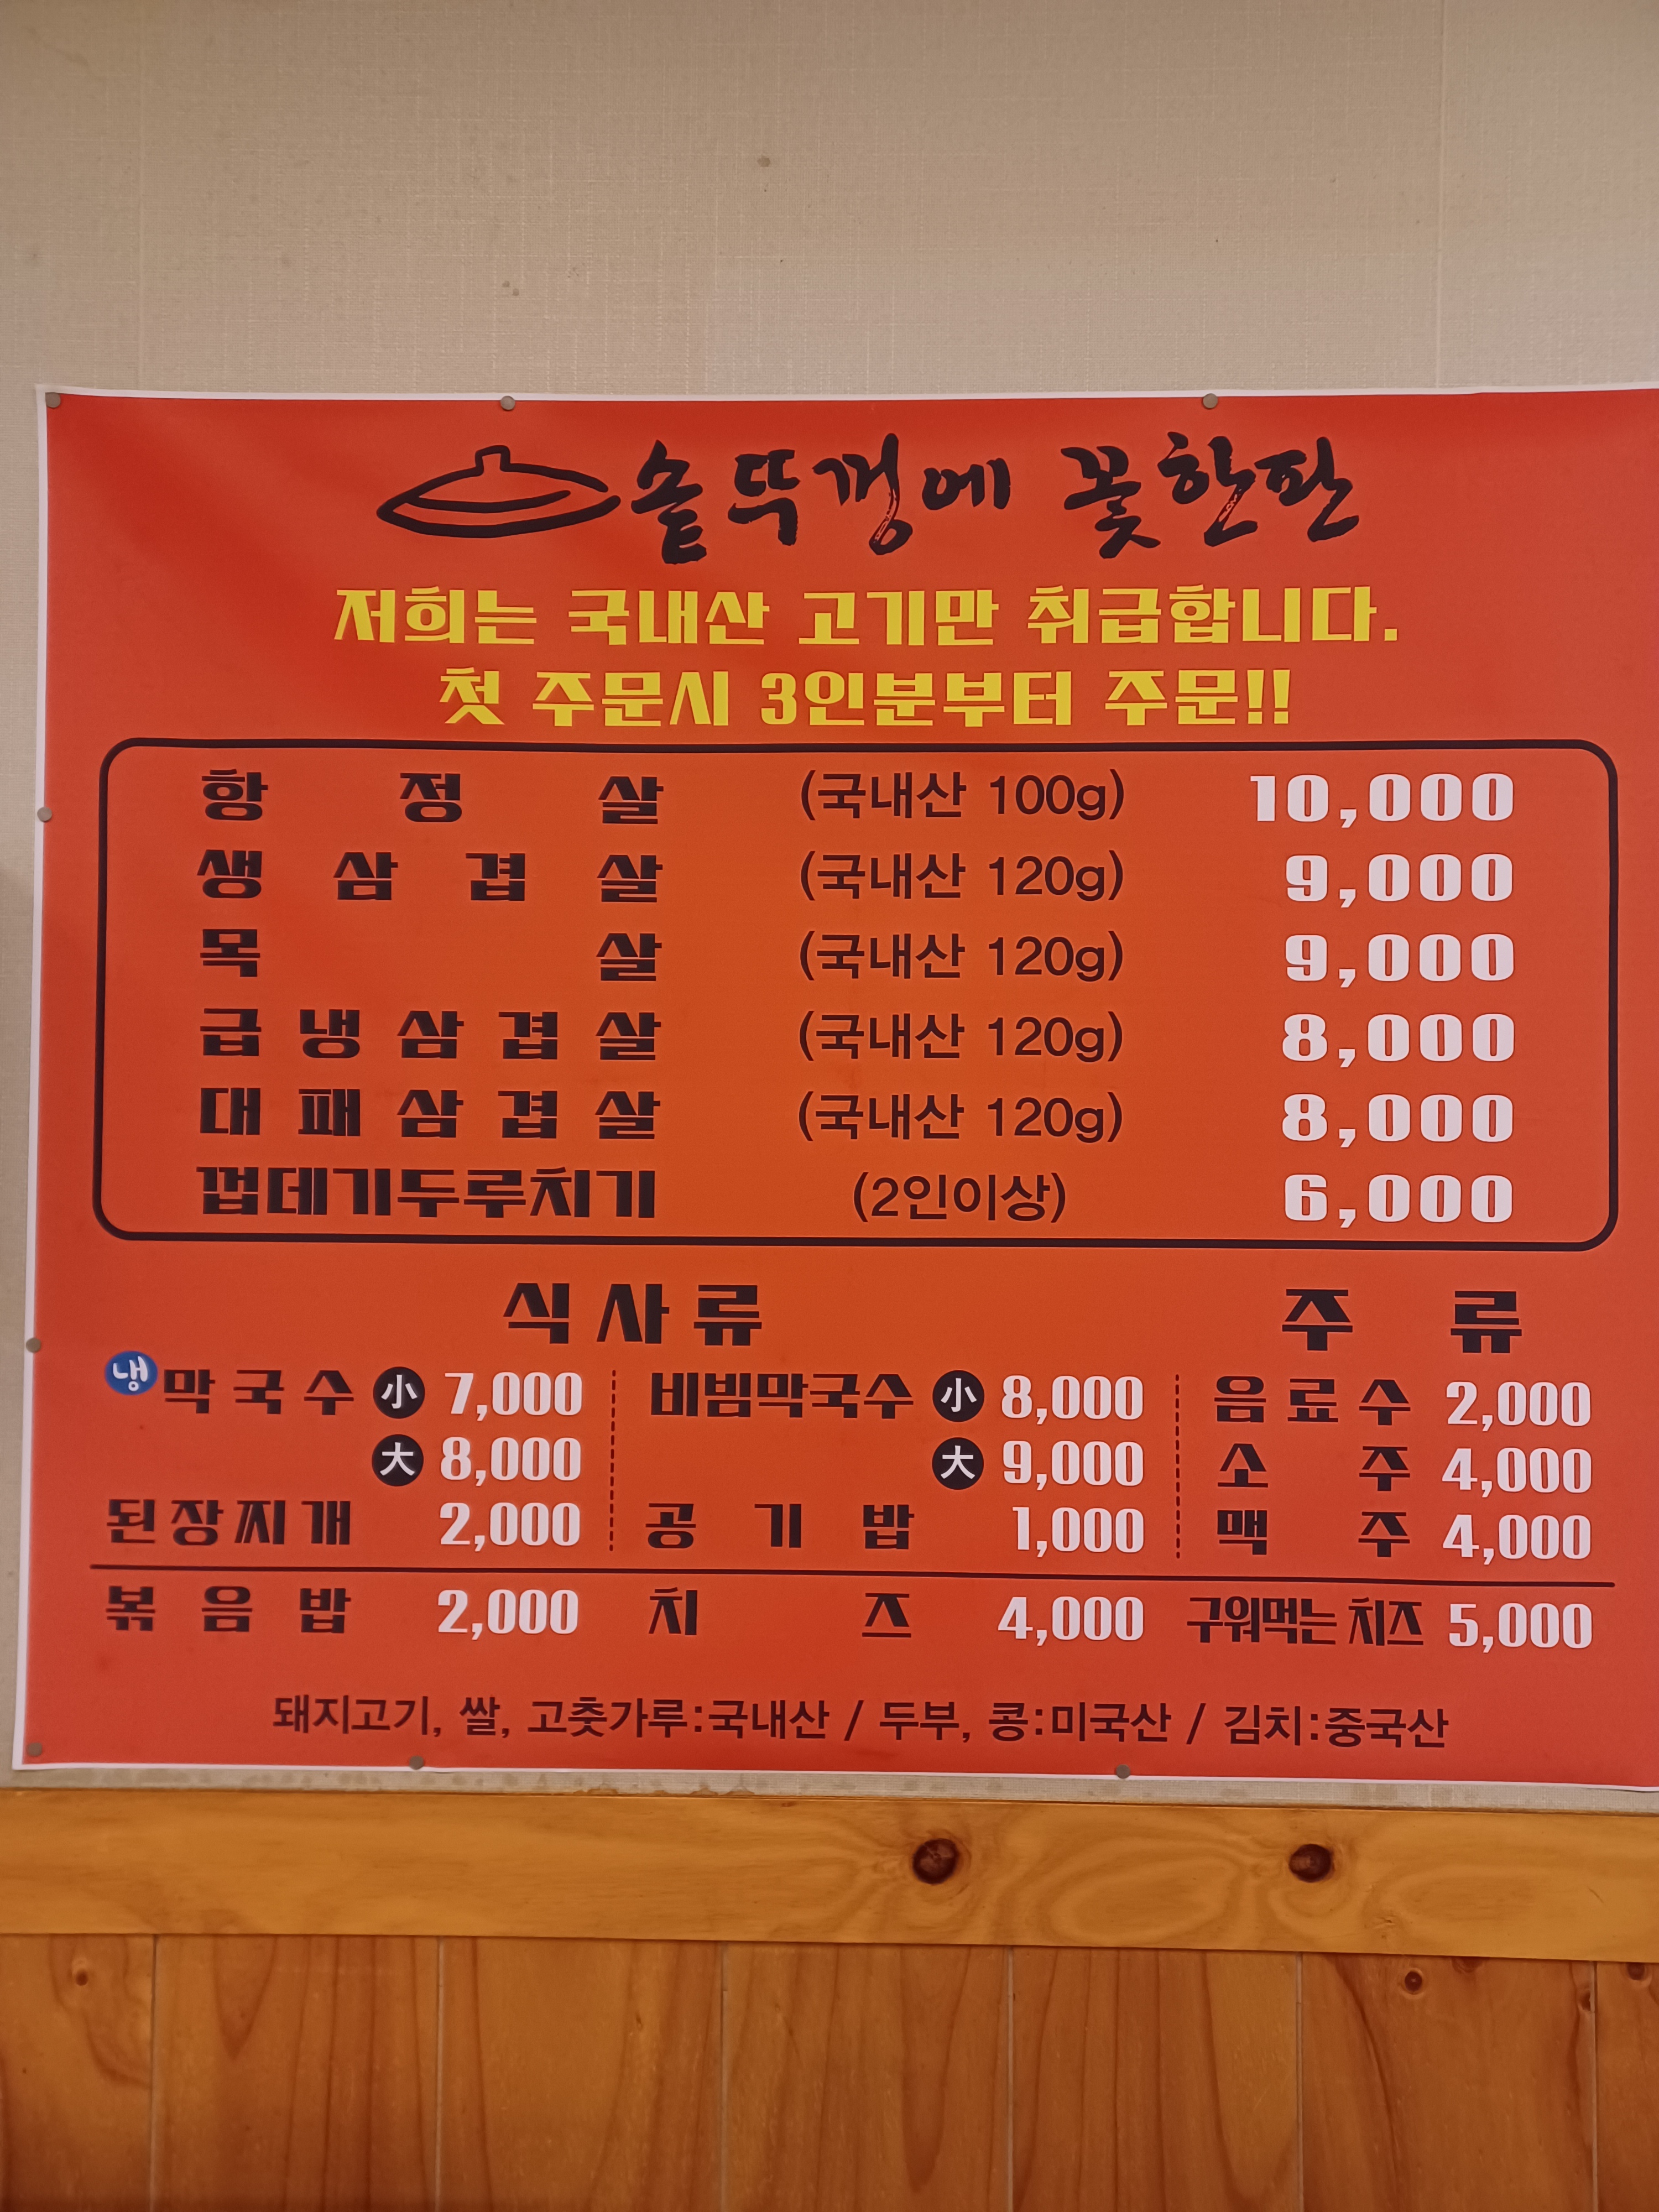 솥뚜껑에 꽃한판
저희는 국내산 고기만 취급합니다.
첫 주문시 3인분부터 주문!!
항정살 (국내산 100g) 10,000
생삼겹살 (국내산 120g) 9,000
목살 (국내산 120g) 9,000
급냉삼겹살 (국내산 120g) 8,000
대패삼겹살 (국내산 120g) 8,000
껍데기두루치기 (2인이상) 6,000
식사류 주류
냉 막국수 小 7,000 비빔막국수 小 8,000 음료수 2,000
大 8,000 大 9,000 소주 4,000
된장찌개 2,000 공기밥 1,000 맥주 4,000
볶음밥 2,000 치즈 4,000 구워먹는 치즈 5,000
돼지고기, 쌀, 고춧가루:국내산 / 두부, 콩:미국산 / 김치:중국산